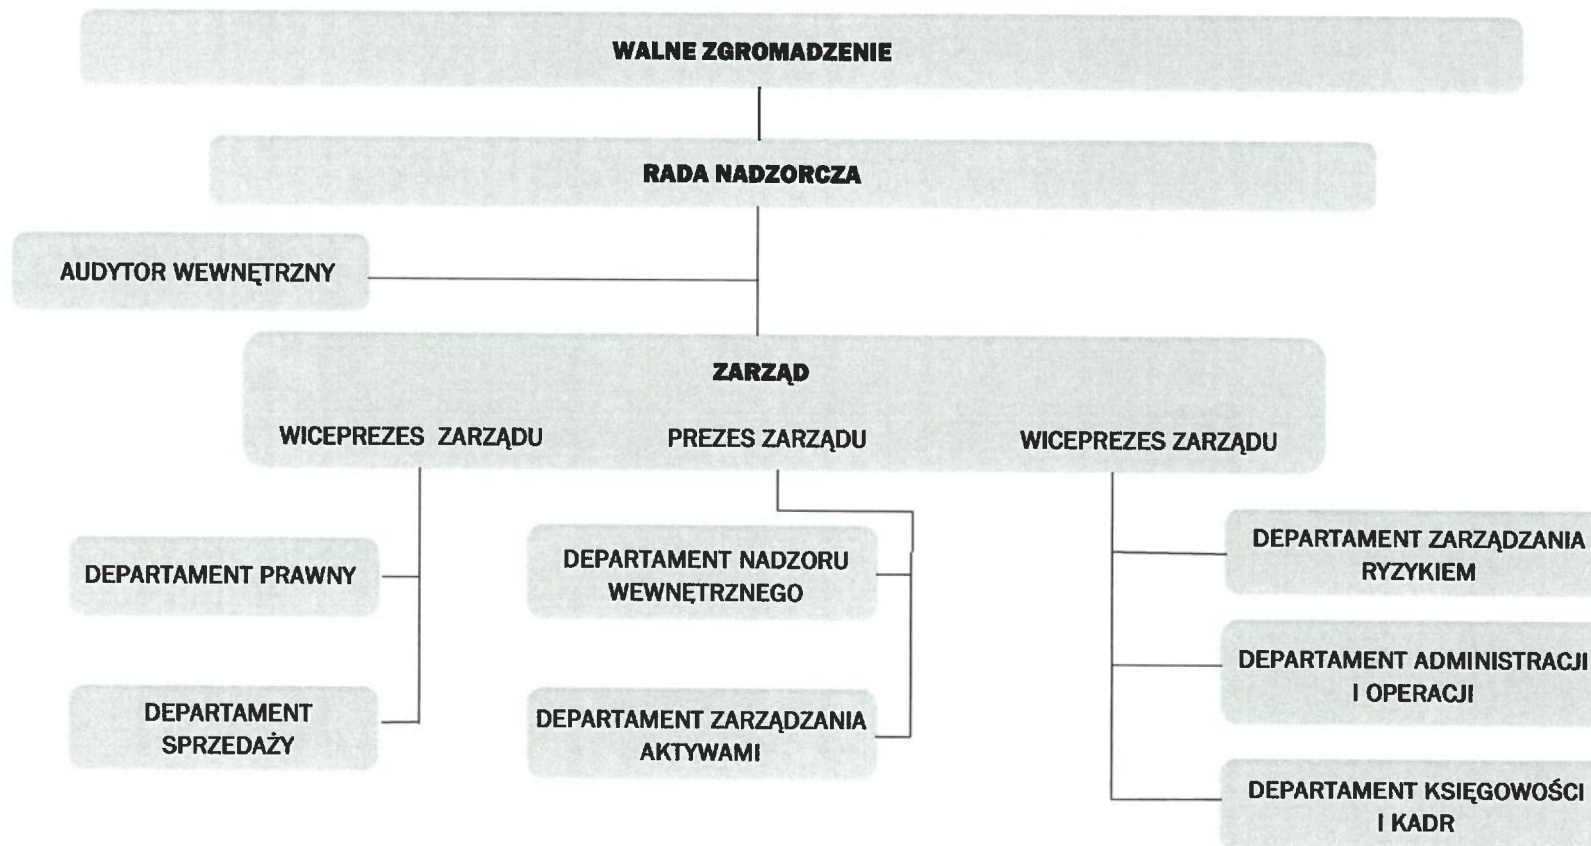 WALNE ZGROMADZENIE
RADA NADZORCZA
AUDYTOR WEWNĘTRZNY
ZARZĄD
WICEPREZES ZARZĄDU
PREZES ZARZĄDU
WICEPREZES ZARZĄDU
DEPARTAMENT PRAWNY
DEPARTAMENT
SPRZEDAŻY
DEPARTAMENT NADZORU
WEWNĘTRZNEGO
DEPARTAMENT ZARZĄDZANIA
AKTYWAMI
DEPARTAMENT ZARZĄDZANIA
RYZYKIEM
DEPARTAMENT ADMINISTRACJI
I OPERACJI
DEPARTAMENT KSIĘGOWOŚCI
I KADR